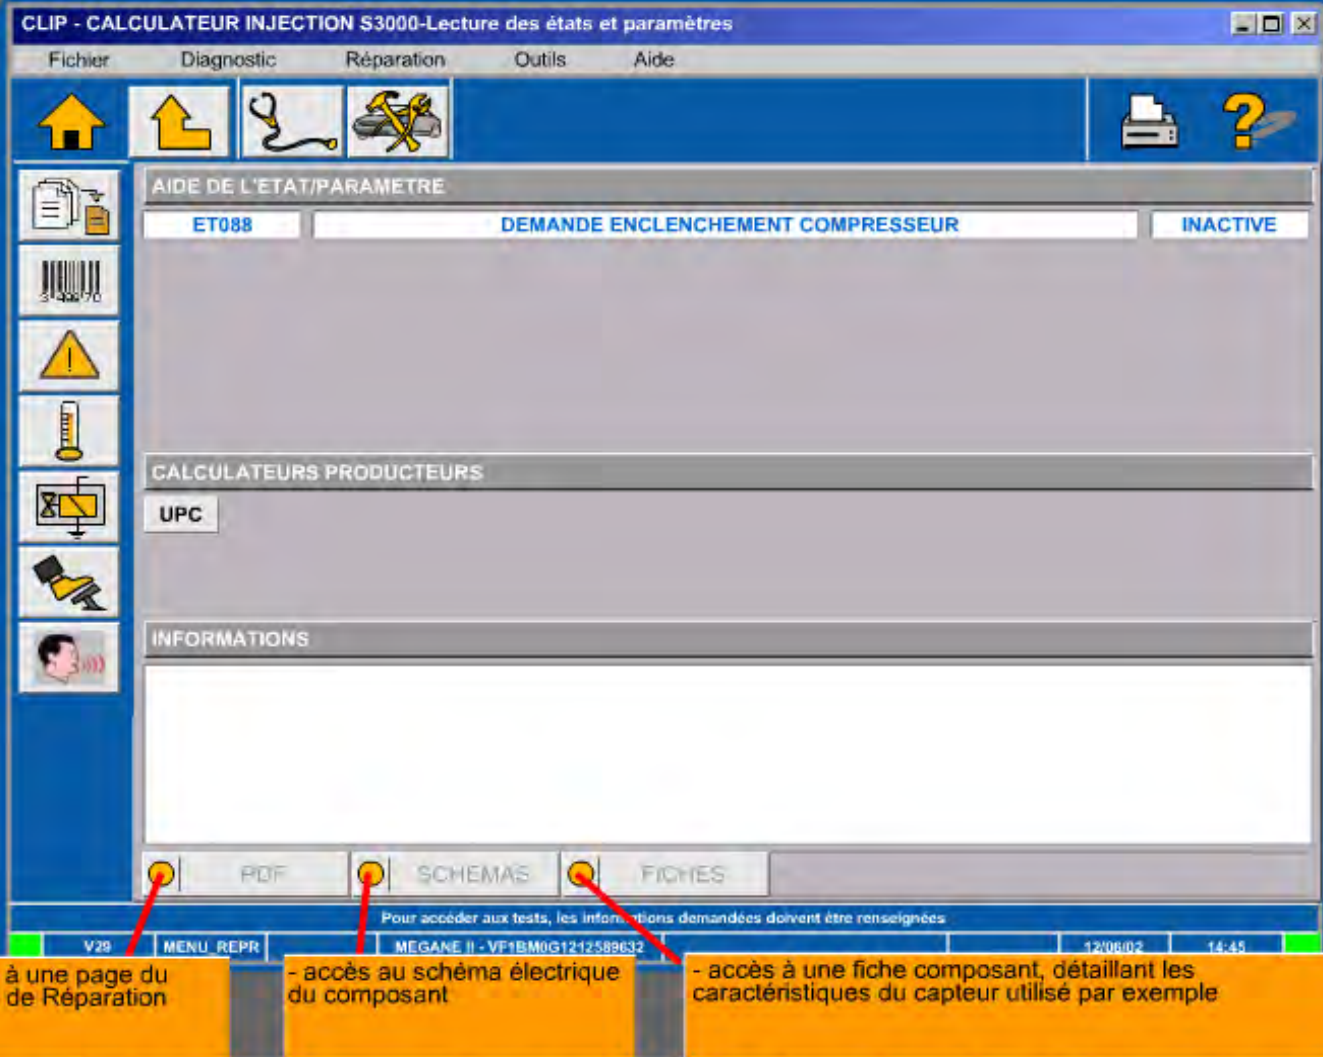 CLIP - CALCULATEUR INJECTION S3000-Lecture des états et paramètres
Fichier Diagnostic Réparation Outils Aide
AIDE DE L'ETAT/PARAMETRE
ET088 DEMANDE ENCLENCHEMENT COMPRESSEUR INACTIVE
CALCULATEURS PRODUCTEURS
UPC
INFORMATIONS
PDF SCHEMAS FICHES
Pour accéder aux tests, les informations demandées doivent être renseignées
V29 MENU_REPR MEGANE II - VF1BM0G1212589632 12/06/02 14:45
à une page du
de Réparation
- accès au schéma électrique
du composant
- accès à une fiche composant, détaillant les
caractéristiques du capteur utilisé par exemple